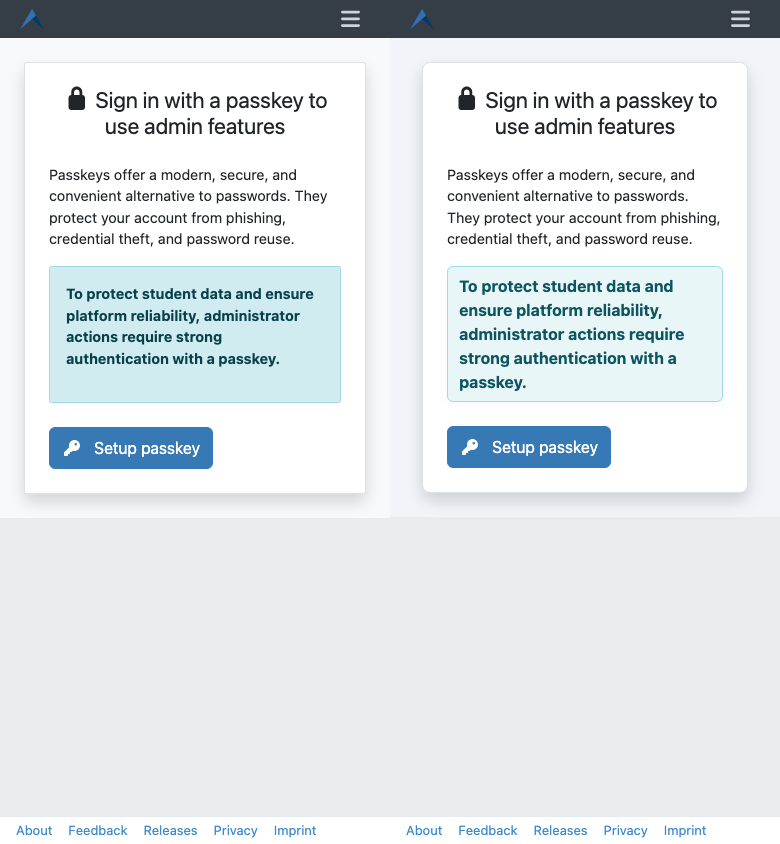 Sign in with a passkey to
use admin features
Passkeys offer a modern, secure, and
convenient alternative to passwords. They
protect your account from phishing,
credential theft, and password reuse.
To protect student data and ensure
platform reliability, administrator
actions require strong
authentication with a passkey.
Setup passkey
About Feedback Releases Privacy Imprint
Sign in with a passkey to
use admin features
Passkeys offer a modern, secure, and
convenient alternative to passwords.
They protect your account from phishing,
credential theft, and password reuse.
To protect student data and
ensure platform reliability,
administrator actions require
strong authentication with a
passkey.
Setup passkey
About Feedback Releases Privacy Imprint